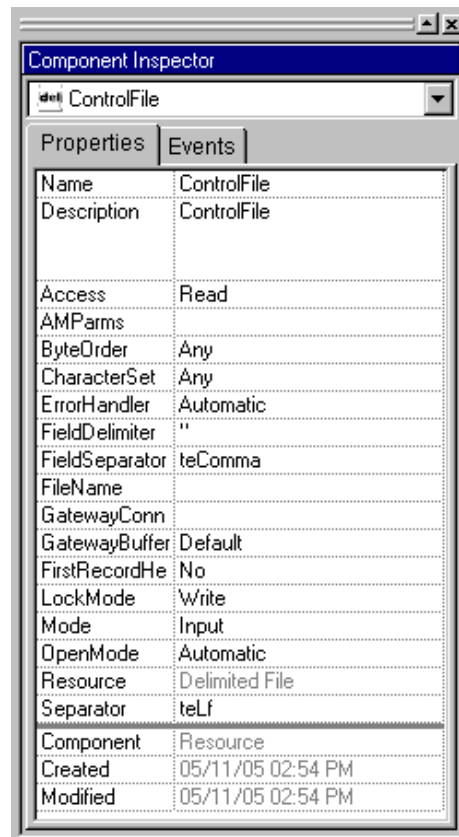 Component Inspector
del ControlFile
Properties Events
Name ControlFile
Description ControlFile
Access Read
AMParms
ByteOrder Any
CharacterSet Any
ErrorHandler Automatic
FieldDelimiter "
FieldSeparator teComma
FileName
GatewayConn
GatewayBuffer Default
FirstRecordHe No
LockMode Write
Mode Input
OpenMode Automatic
Resource Delimited File
Separator teLf
Component Resource
Created 05/11/05 02:54 PM
Modified 05/11/05 02:54 PM